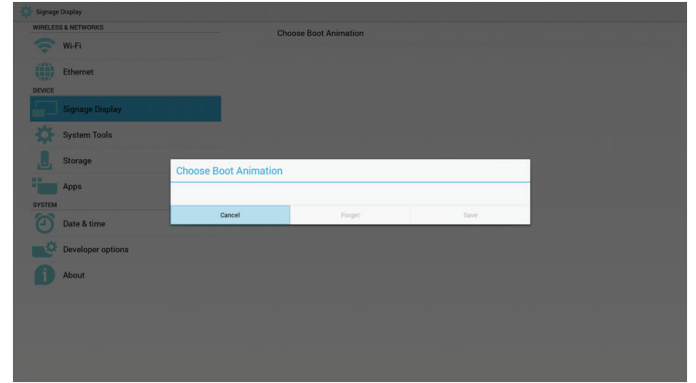 Signage Display
WIRELESS & NETWORKS
Choose Boot Animation
Wi-Fi
Ethernet
DEVICE
Signage Display
System Tools
Storage
Choose Boot Animation
Apps
SYSTEM
Cancel Forget Save
Date & time
Developer options
About